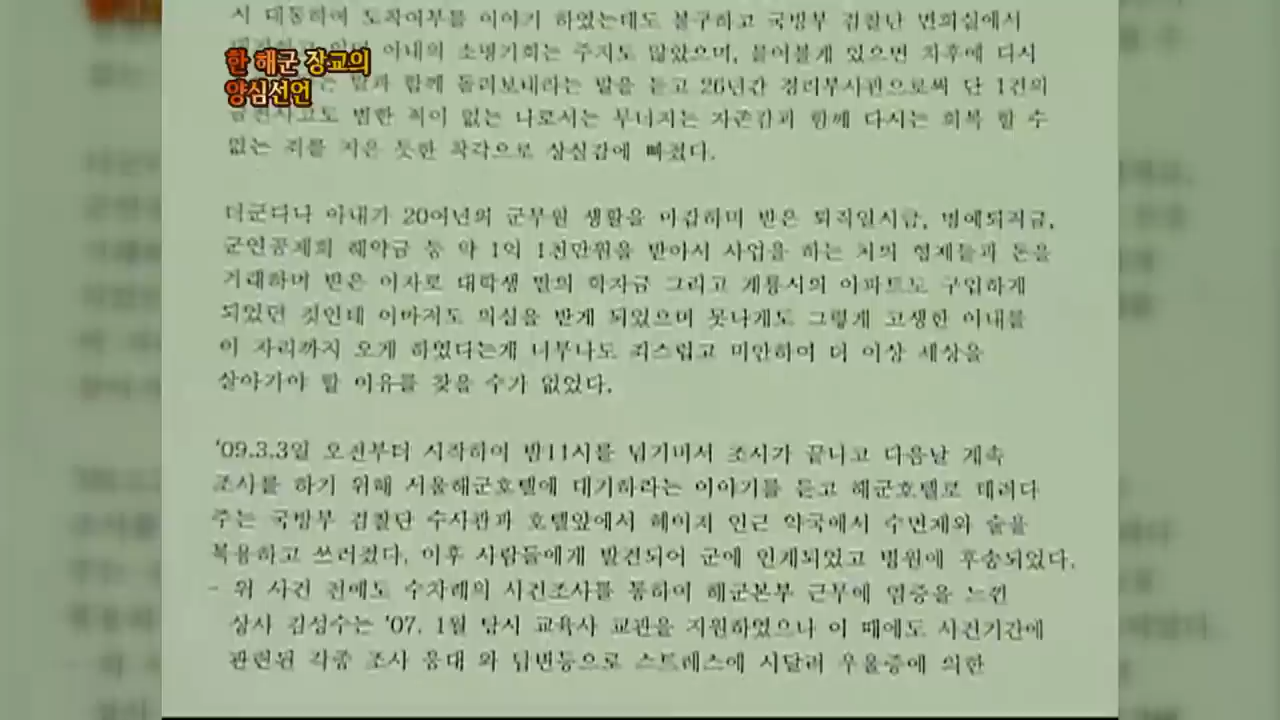 시 대동하여 도착여부를 이야기 하였는데도 불구하고 국방부 검찰단 면회실에서
아내의 소명기회는 주지도 않았으며, 물어볼게 있으면 차후에 다시
한 해군 장교의
양심선언
는 말과 함께 돌려보내라는 말을 듣고 26년간 경리부사관으로써 단 1건의
금전사고도 범한 적이 없는 나로서는 무너지는 자존감과 함께 다시는 회복 할 수
없는 죄를 지은 듯한 착각으로 상실감에 빠졌다.
더군다나 아내가 20여년의 군무원 생활을 마감하며 받은 퇴직일시금, 명예퇴직금,
군인공제회 해약금 등 약 1억 1천만원을 받아서 사업을 하는 처의 형제들과 돈을
거래하며 받은 이자로 대학생 딸의 학자금 그리고 계룡시의 아파트도 구입하게
되었던 것인데 이마저도 의심을 받게 되었으며 못나게도 그렇게 고생한 아내를
이 자리까지 오게 하였다는게 너무나도 죄스럽고 미안하여 더 이상 세상을
살아가야 할 이유를 찾을 수가 없었다.
'09.3.3일 오전부터 시작하여 밤11시를 넘기며서 조사가 끝나고 다음날 계속
조사를 하기 위해 서울해군호텔에 대기하라는 이야기를 듣고 해군호텔로 데려다
주는 국방부 검찰단 수사관과 호텔앞에서 헤어지 인근 약국에서 수면제와 술을
복용하고 쓰러졌다. 이후 사람들에게 발견되어 군에 인계되었고 병원에 후송되었다.
- 위 사건 전에도 수차례의 사건조사를 통하여 해군본부 근무에 염증을 느낀
상사 김성수는 '07. 1월 당시 교육사 교관을 지원하였으나 이 때에도 사건기간에
관련된 각종 조사 응대 와 답변등으로 스트레스에 시달려 우울증에 의한